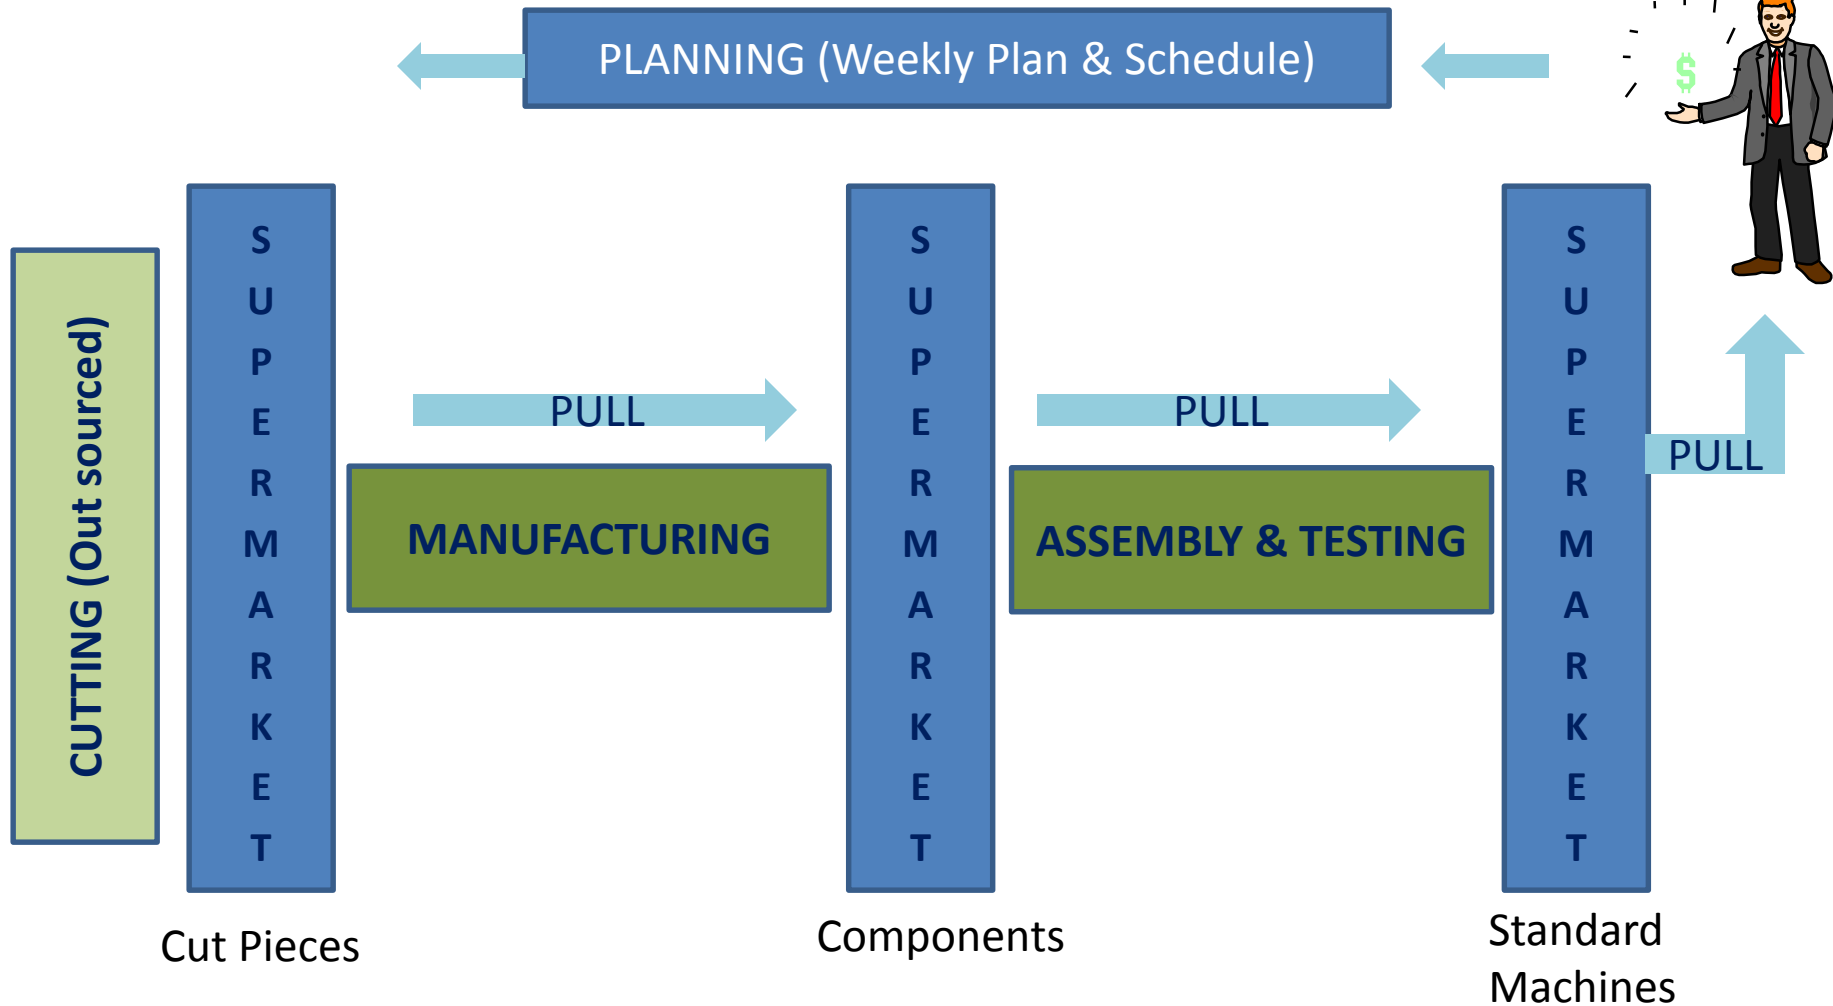 PLANNING (Weekly Plan & Schedule)
$
CUTTING (Out sourced)
SUPERMARKET
PULL
MANUFACTURING
SUPERMARKET
PULL
ASSEMBLY & TESTING
SUPERMARKET
PULL
Cut Pieces
Components
Standard
Machines